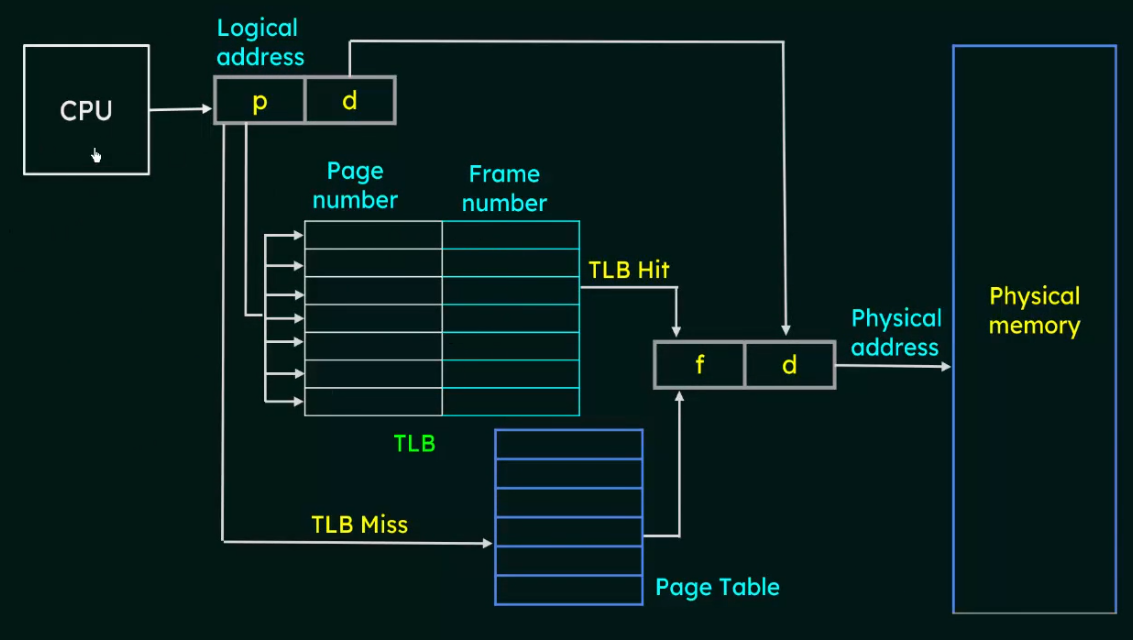 Logical
address
CPU
p
d
Page
number
Frame
number
TLB Hit
Physical
address
Physical
memory
f
d
TLB
TLB Miss
Page Table